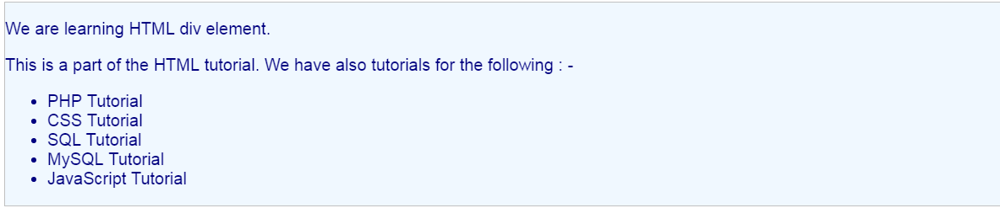 We are learning HTML div element.
This is a part of the HTML tutorial. We have also tutorials for the following : -
• PHP Tutorial
• CSS Tutorial
• SQL Tutorial
• MySQL Tutorial
• JavaScript Tutorial